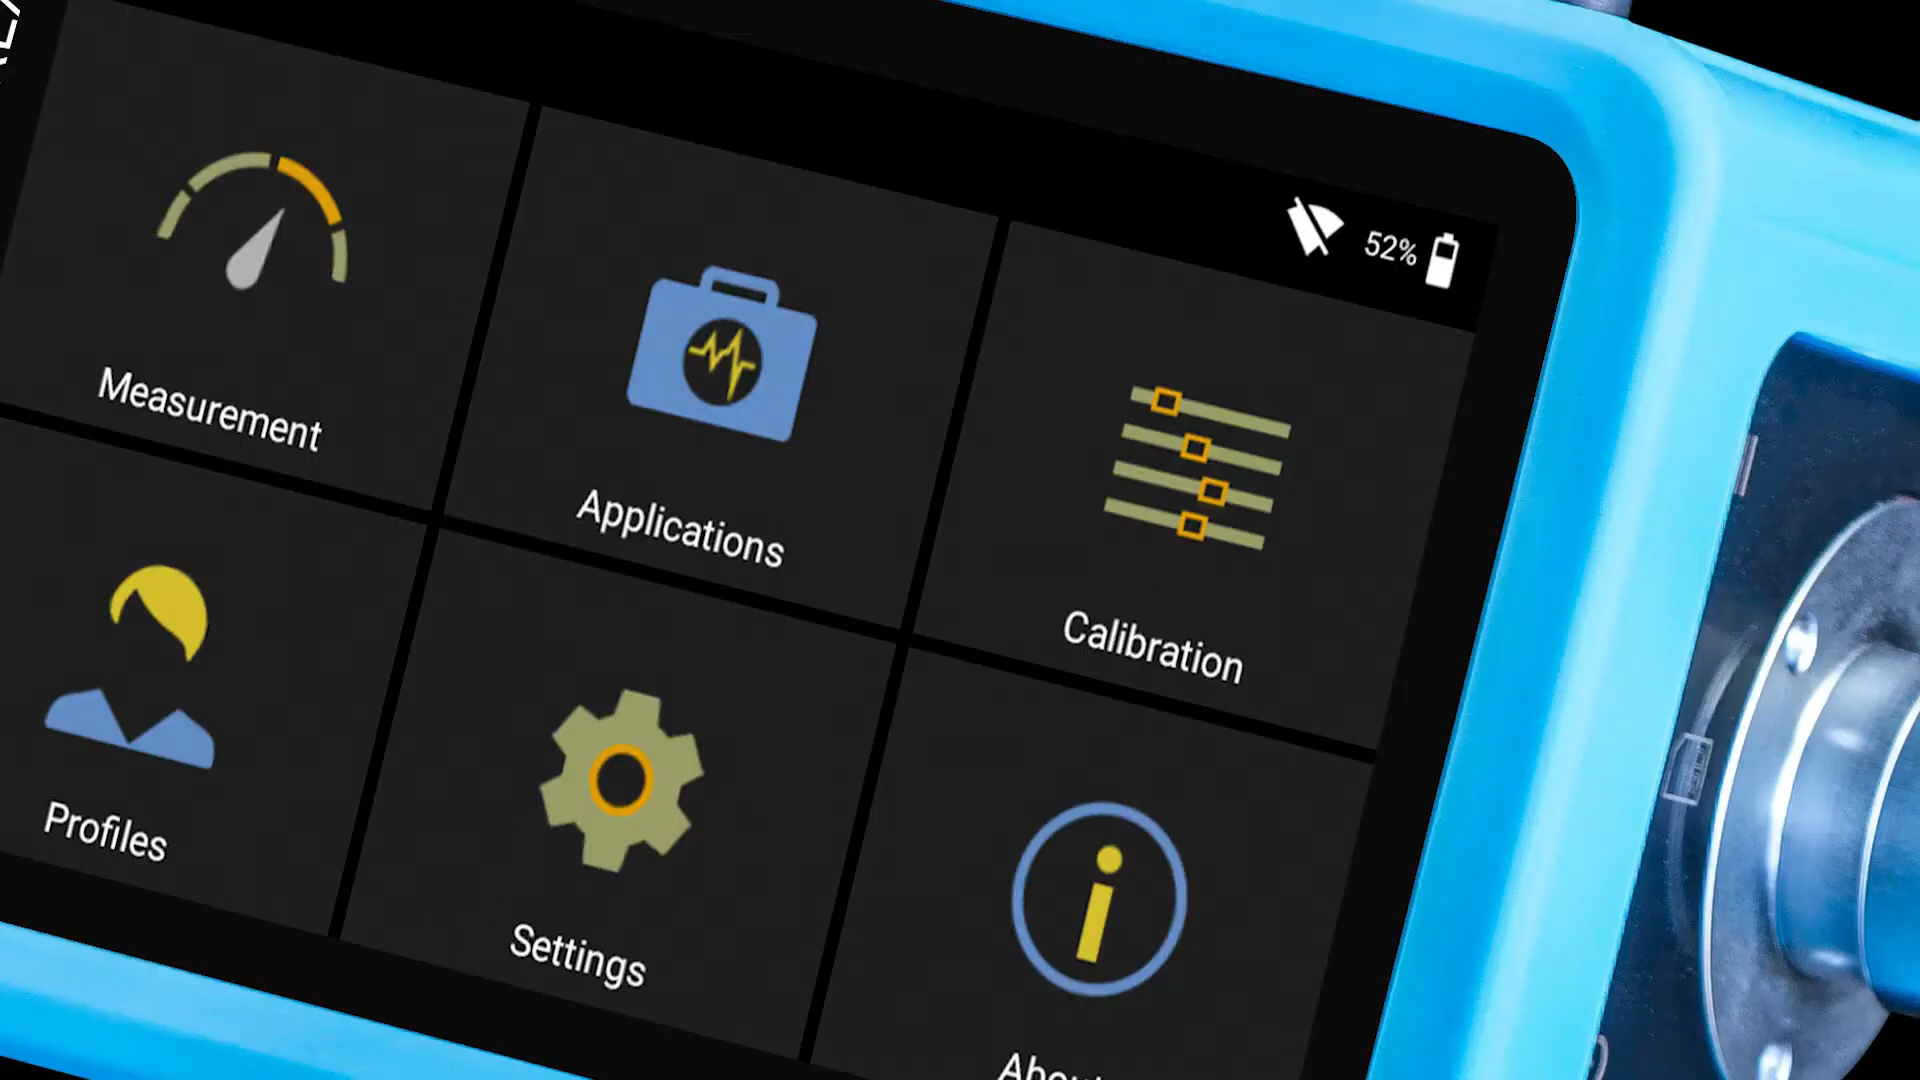 52%
Measurement
Applications
Calibration
Profiles
Settings